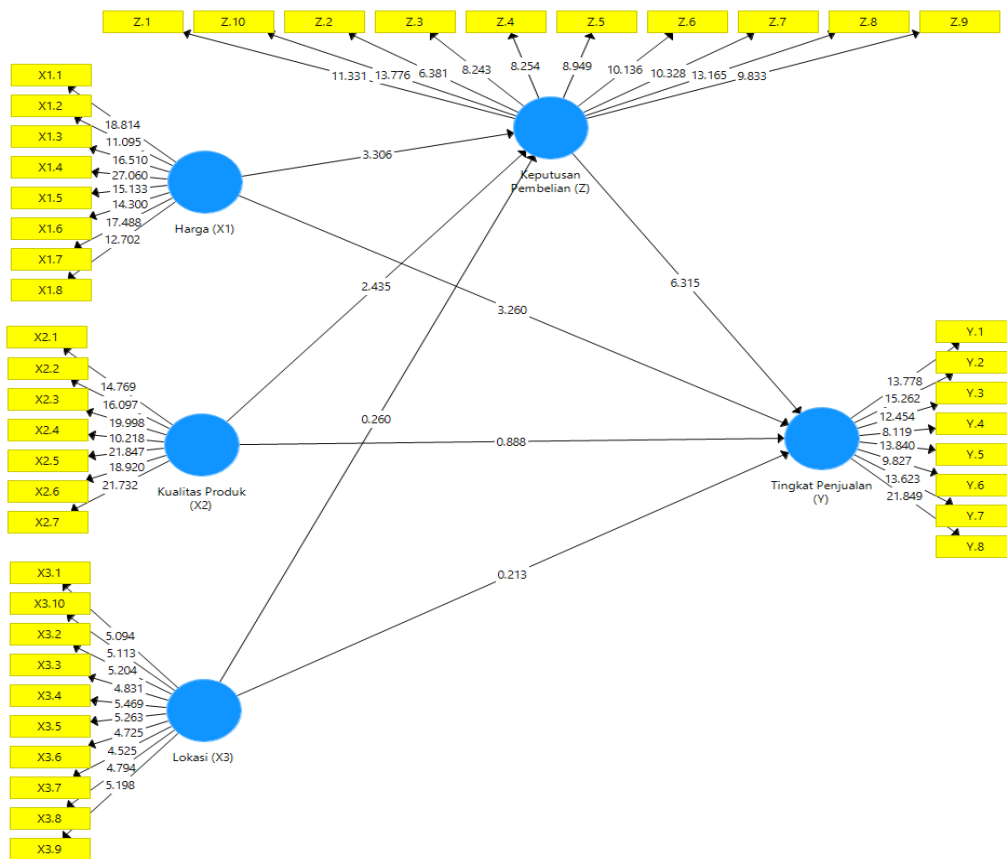 Z.1
Z.10
Z.2
Z.3
Z.4
Z.5
Z.6
Z.7
Z.8
Z.9
11.331
13.776
6.381
8.243
8.254
8.949
10.136
10.328
13.165
9.833
Keputusan
Pembelian (Z)
X1.1
X1.2
X1.3
X1.4
X1.5
X1.6
X1.7
X1.8
18.814
11.095
16.510
27.060
15.133
14.300
17.488
12.702
Harga (X1)
3.306
2.435
0.260
6.315
3.260
0.888
0.213
X2.1
X2.2
X2.3
X2.4
X2.5
X2.6
X2.7
14.769
16.097
19.998
10.218
21.847
18.920
21.732
Kualitas Produk
(X2)
Y.1
Y.2
Y.3
Y.4
Y.5
Y.6
Y.7
Y.8
13.778
15.262
12.454
8.119
13.840
9.827
13.623
21.849
Tingkat Penjualan
(Y)
X3.1
X3.10
X3.2
X3.3
X3.4
X3.5
X3.6
X3.7
X3.8
X3.9
5.094
5.113
5.204
4.831
5.469
5.263
4.725
4.525
4.794
5.198
Lokasi (X3)